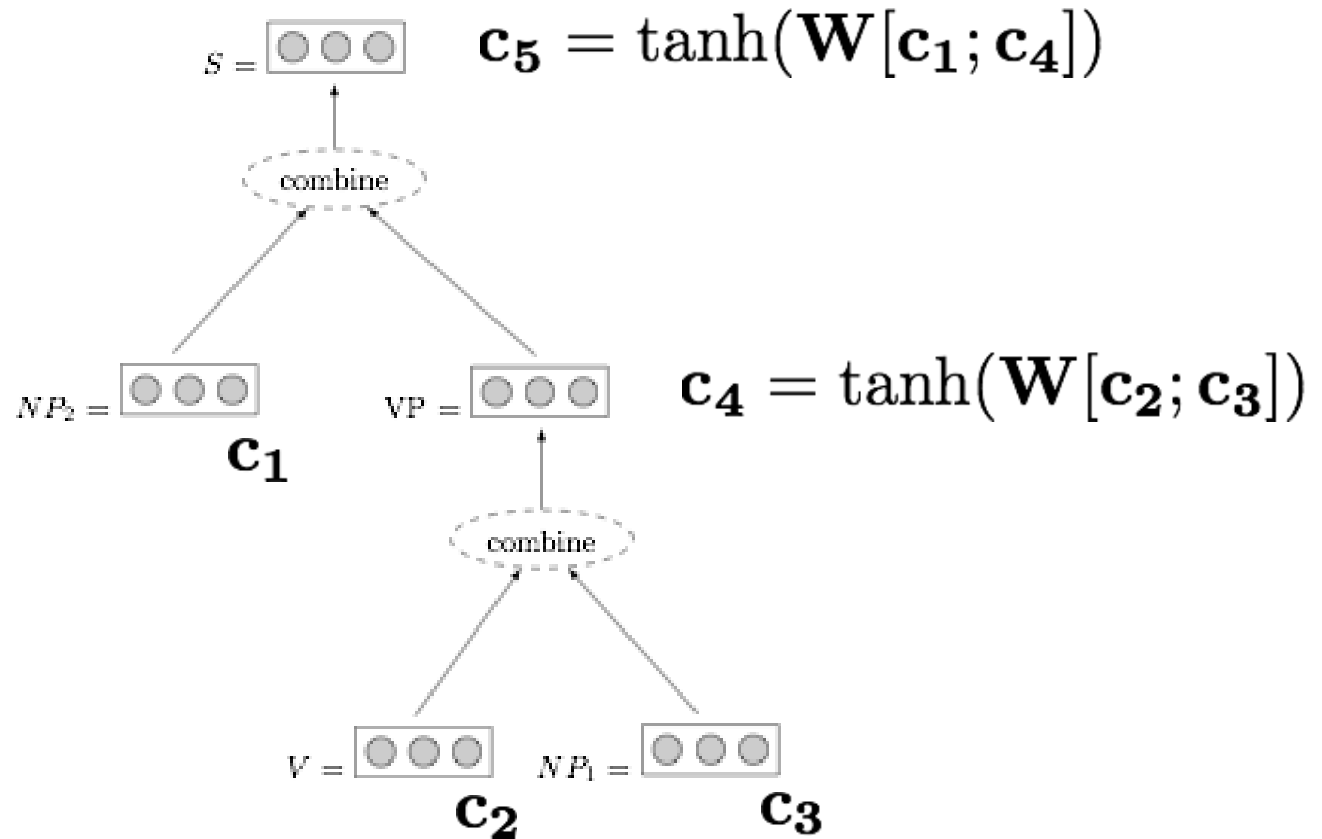 S = c₅ = tanh(W[c₁; c₄])
combine
NP₂ = VP = c₄ = tanh(W[c₂; c₃])
c₁
combine
V = NP₁ =
c₂ c₃